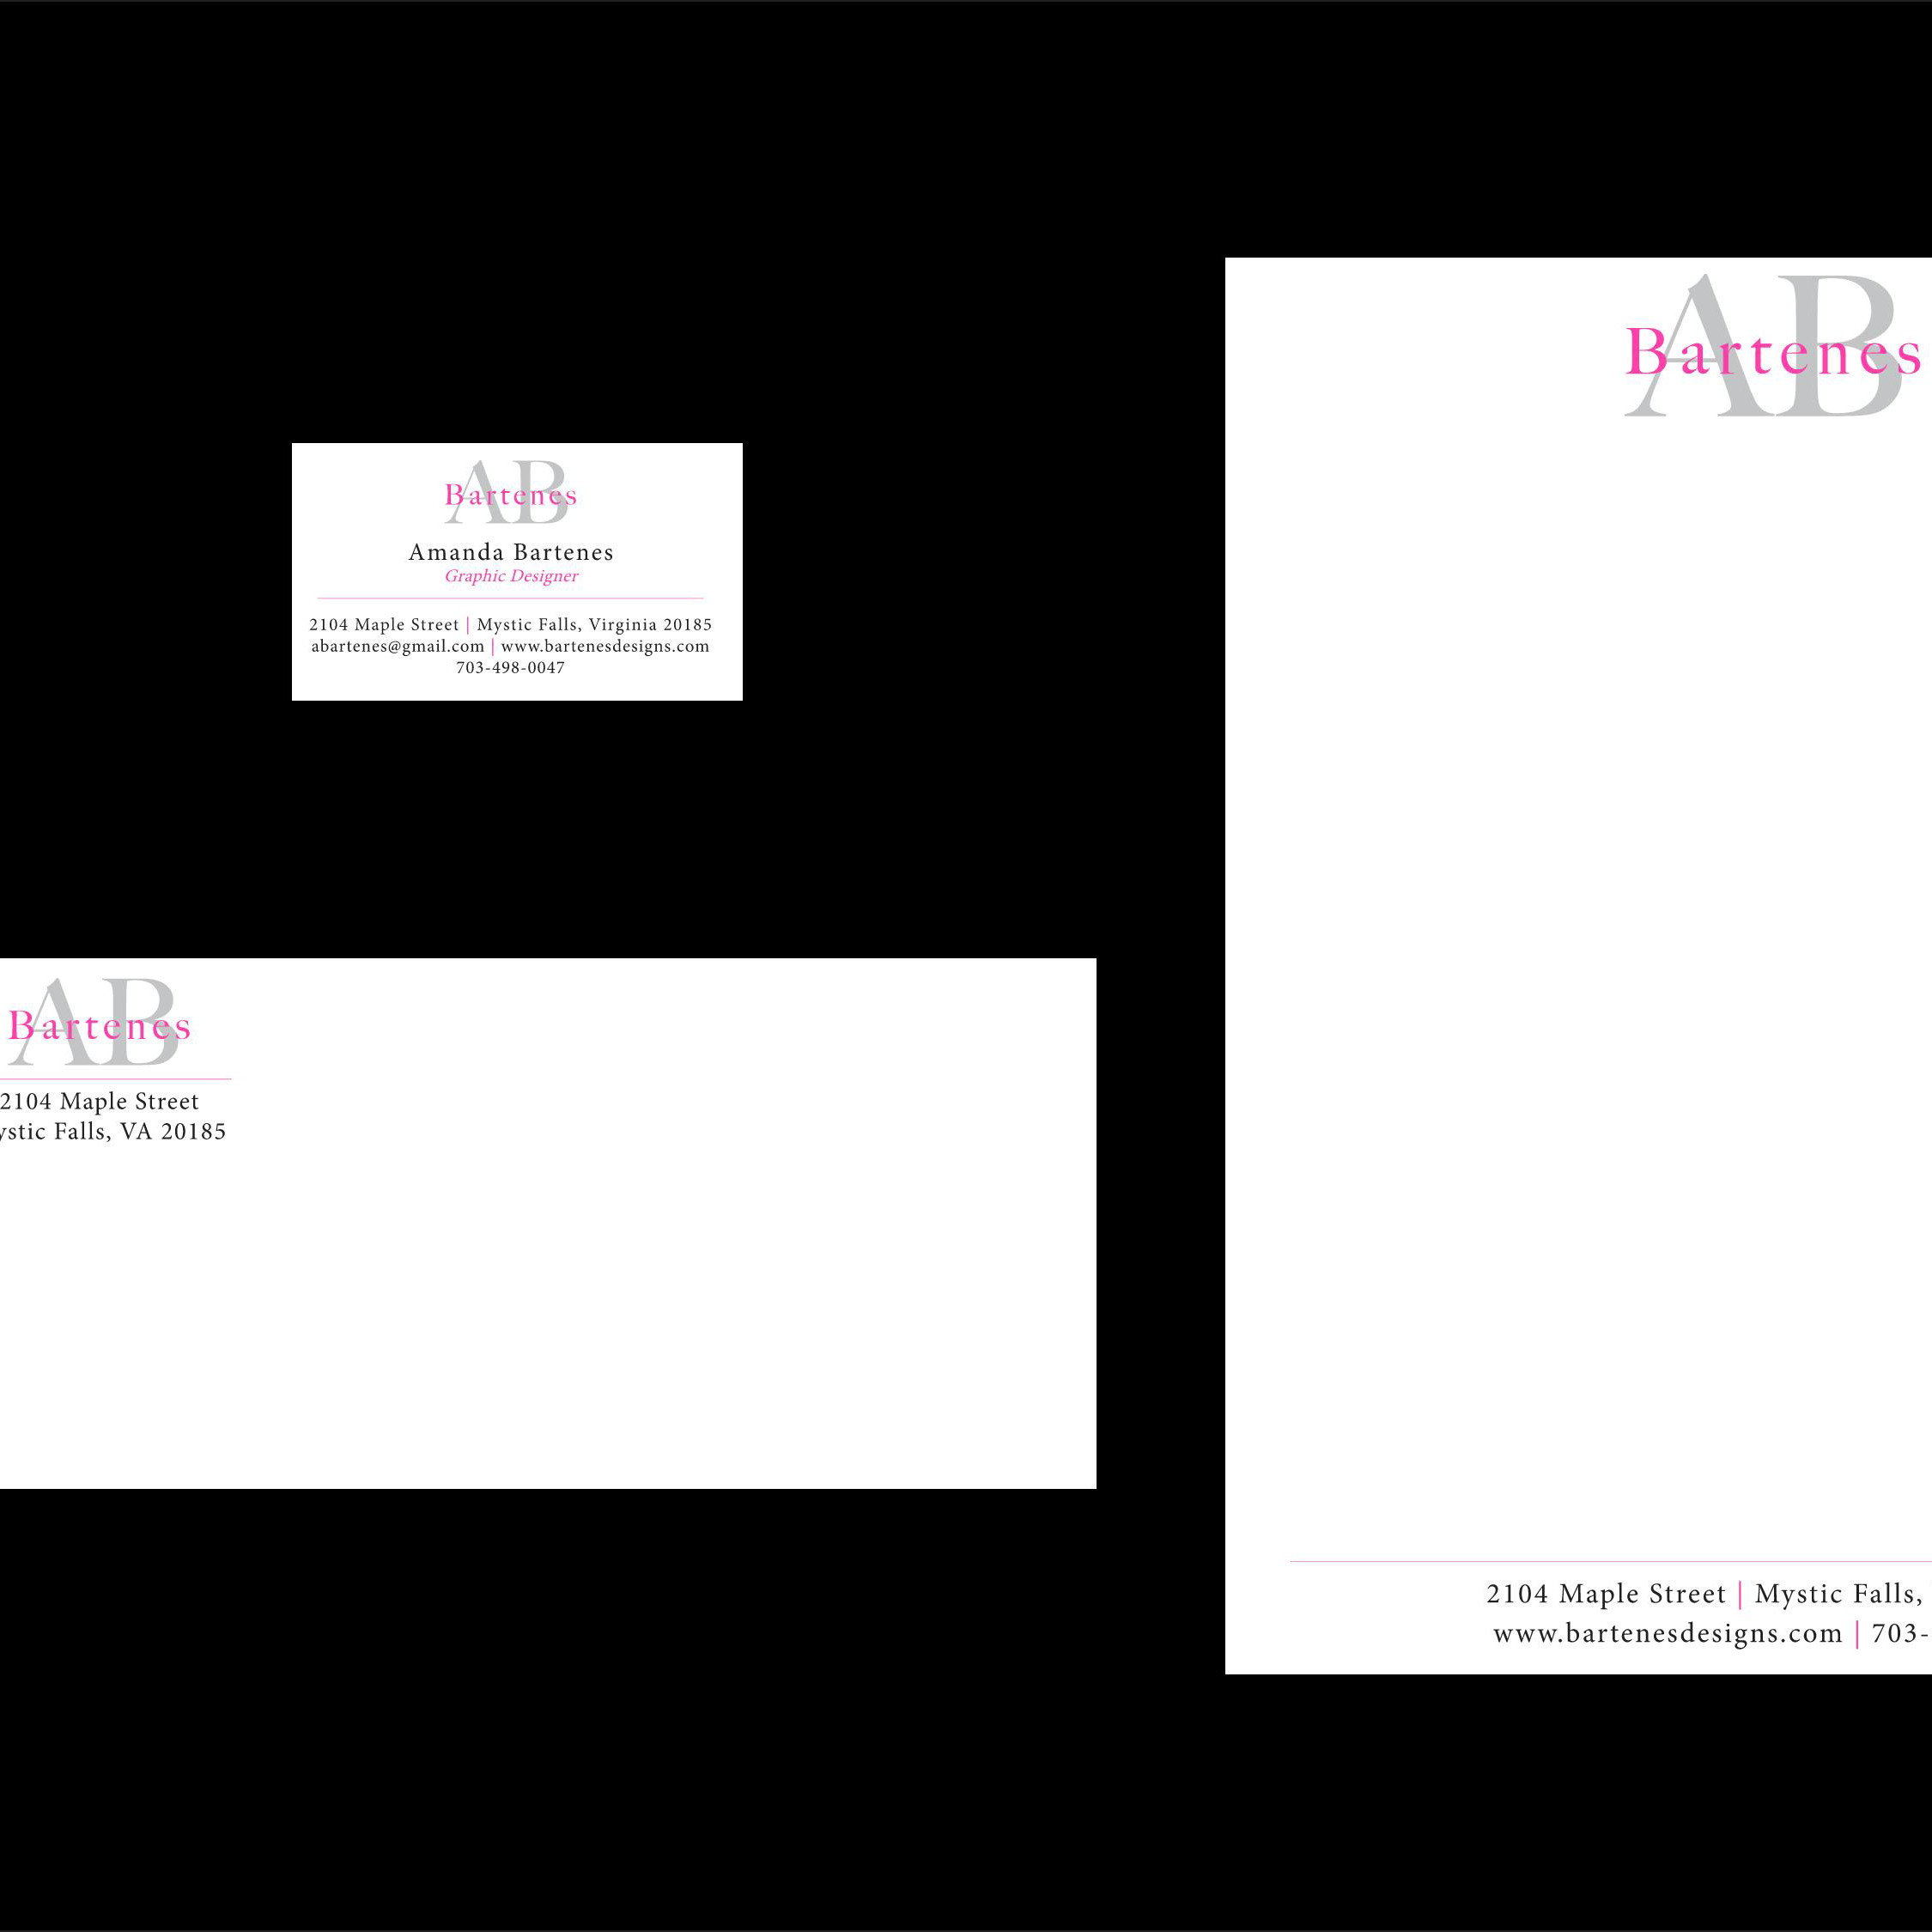 AB
Bartenes
Amanda Bartenes
Graphic Designer
2104 Maple Street | Mystic Falls, Virginia 20185
abartenes@gmail.com | www.bartenesdesigns.com
703-498-0047
AB
Bartenes
2104 Maple Street
Falls, VA 20185
AB
Bartenes
2104 Maple Street | Mystic Falls,
www.bartenesdesigns.com | 703-